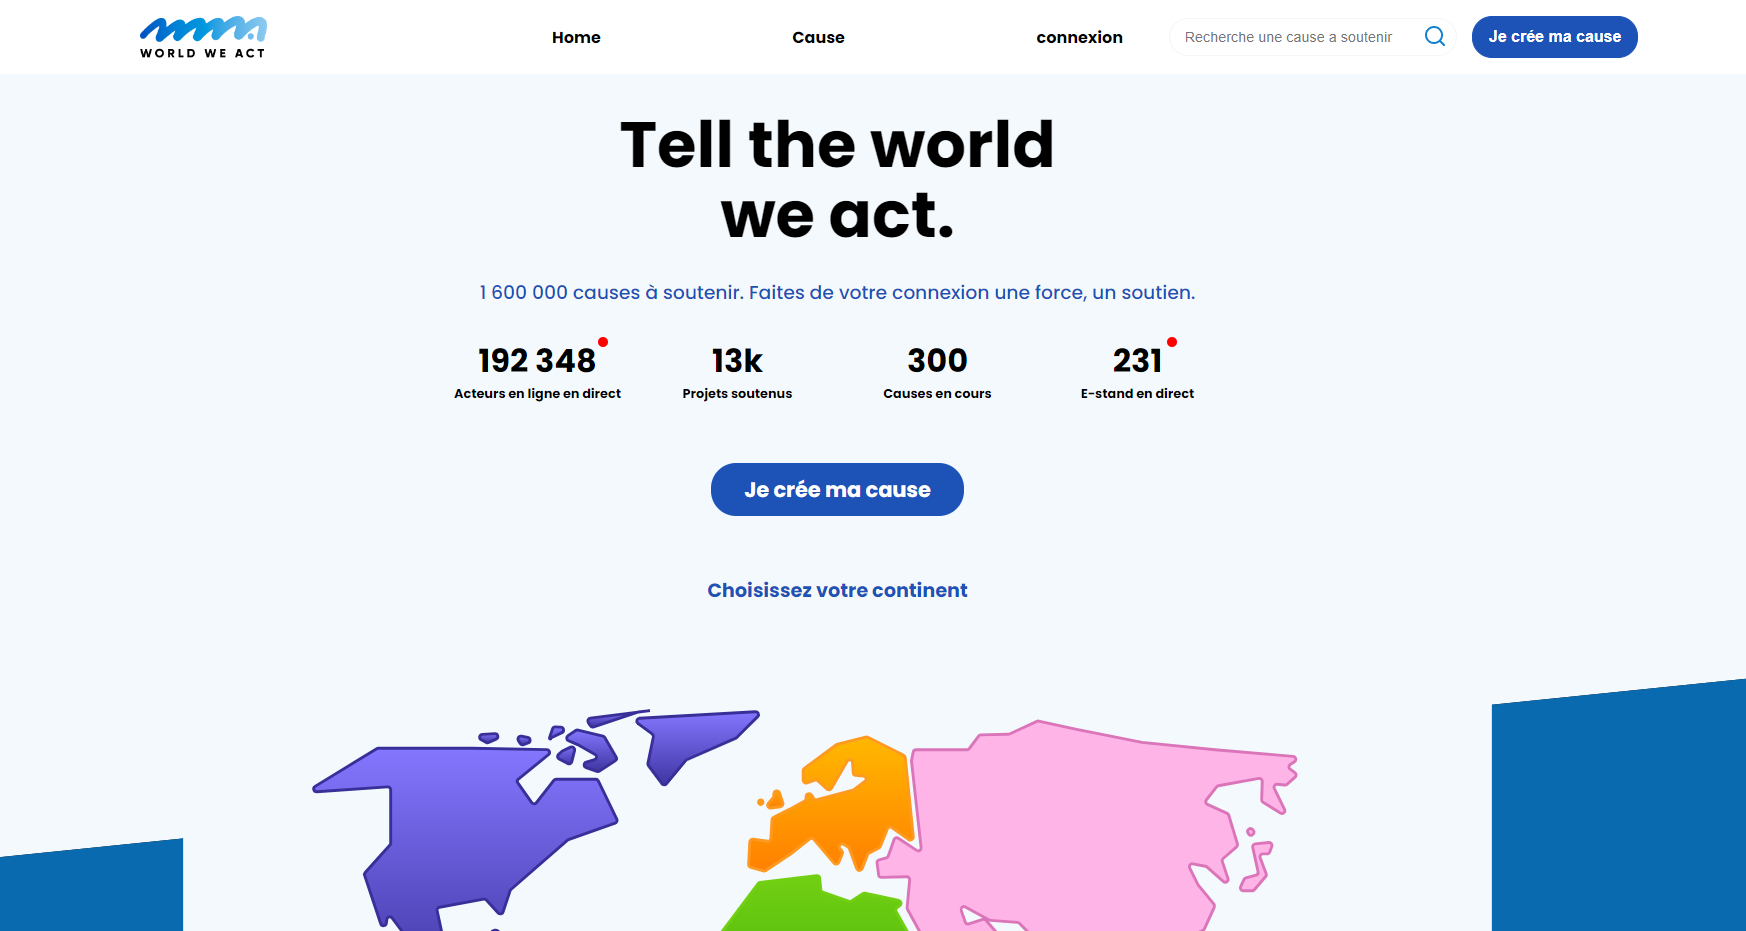 WORLD WE ACT
Home
Cause
connexion
Recherche une cause a soutenir
Je crée ma cause
Tell the world
we act.
1 600 000 causes à soutenir. Faites de votre connexion une force, un soutien.
192 348
Acteurs en ligne en direct
13k
Projets soutenus
300
Causes en cours
231
E-stand en direct
Je crée ma cause
Choisissez votre continent